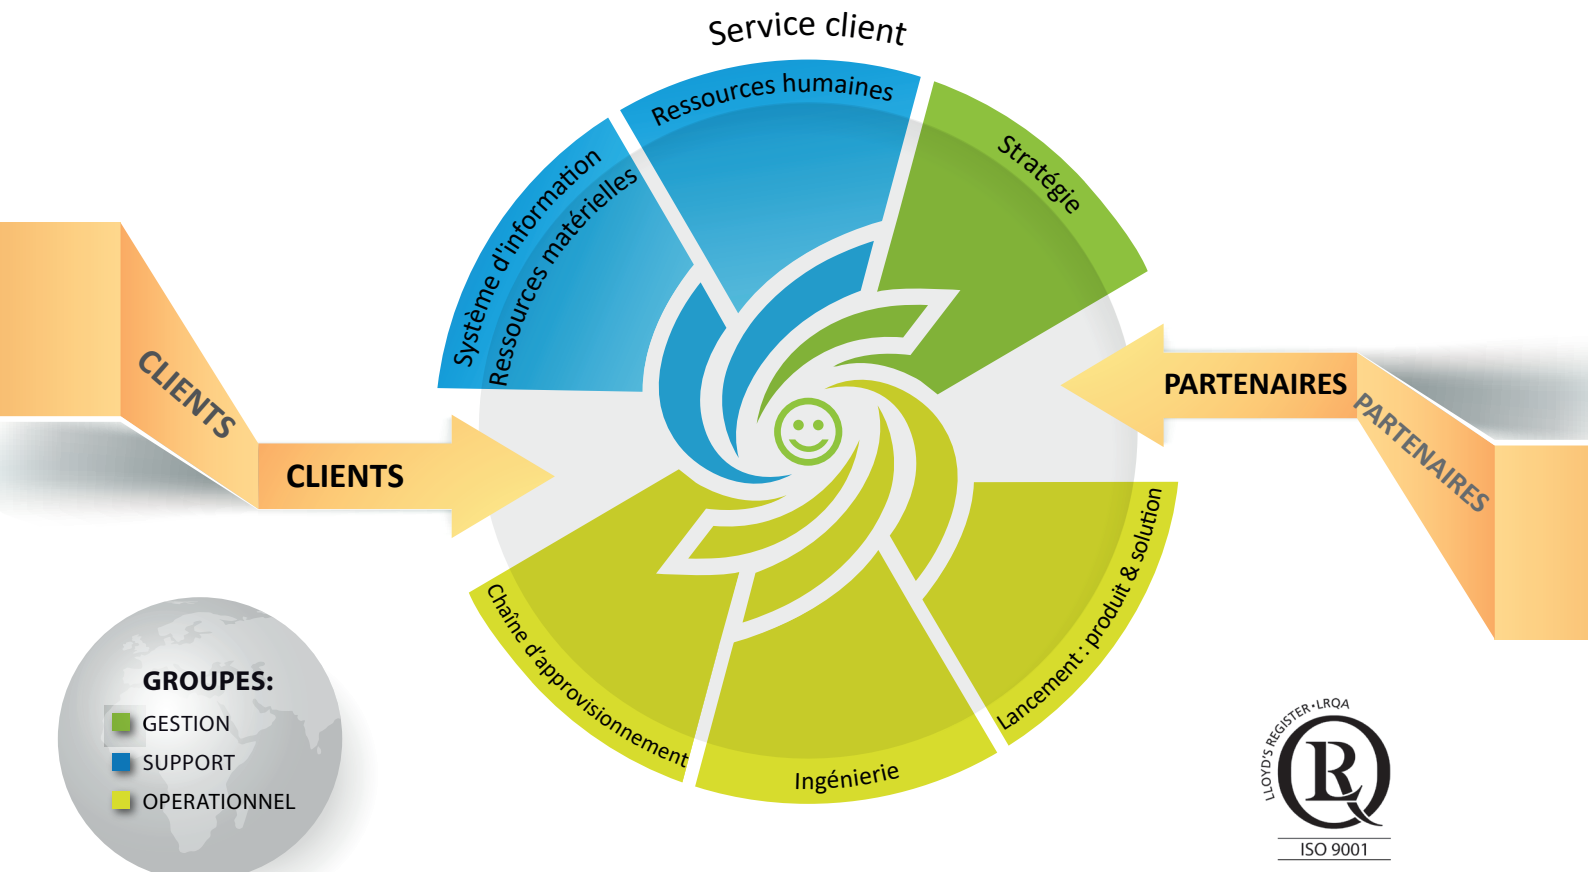 Service client
Ressources humaines
Stratégie
Système d'information
Ressources matérielles
CLIENTS
CLIENTS
PARTENAIRES
PARTENAIRES
Chaîne d’approvisionnement
Ingénierie
Lancement : produit & solution
GROUPES:
GESTION
SUPPORT
OPERATIONNEL
LLOYD'S REGISTER•LRQA
LR
ISO 9001